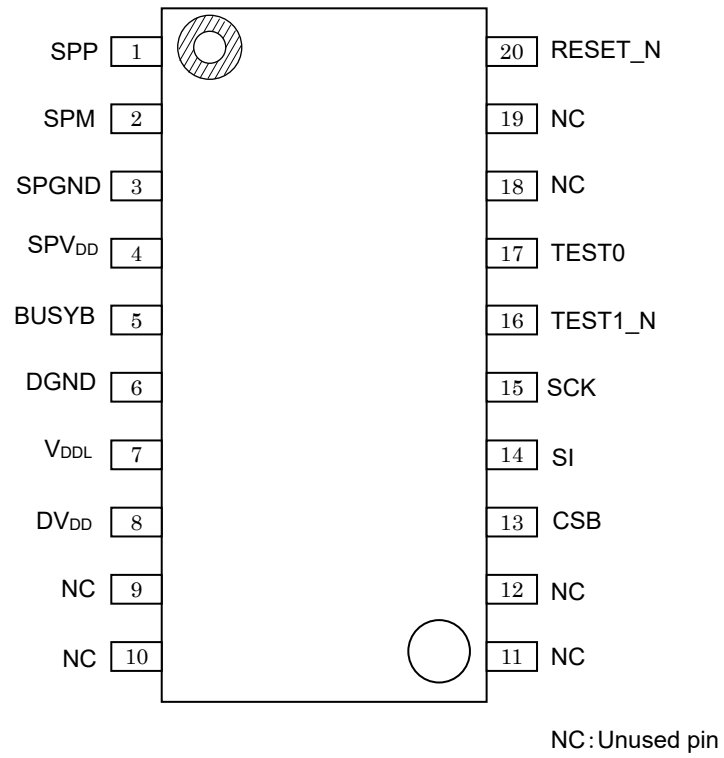 SPP 1 20 RESET_N
SPM 2 19 NC
SPGND 3 18 NC
SPVDD 4 17 TEST0
BUSYB 5 16 TEST1_N
DGND 6 15 SCK
VDDL 7 14 SI
DVDD 8 13 CSB
NC 9 12 NC
NC 10 11 NC
NC:Unused pin